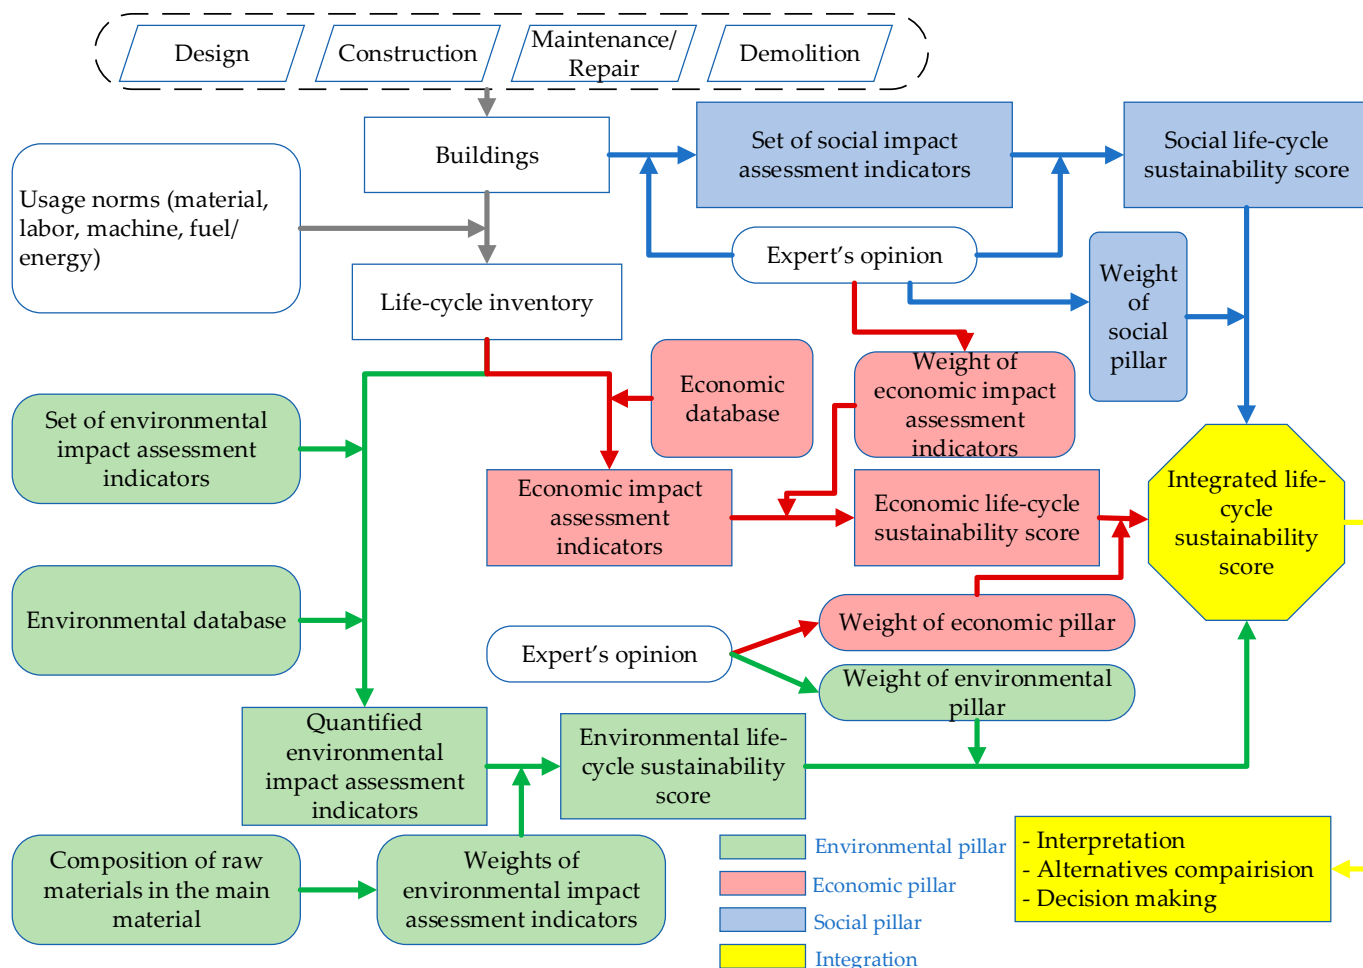 Design
Construction
Maintenance/
Repair
Demolition
Buildings
Set of social impact
assessment indicators
Social life-cycle
sustainability score
Usage norms (material,
labor, machine, fuel/
energy)
Expert's opinion
Weight
of
social
pillar
Life-cycle inventory
Economic
database
Weight of
economic impact
assessment
indicators
Set of environmental
impact assessment
indicators
Economic impact
assessment
indicators
Economic life-cycle
sustainability score
Integrated life-
cycle
sustainability
score
Environmental database
Expert's opinion
Weight of economic pillar
Weight of environmental
pillar
Quantified
environmental
impact assessment
indicators
Environmental life-
cycle sustainability
score
Composition of raw
materials in the main
material
Weights of
environmental impact
assessment indicators
Environmental pillar
Economic pillar
Social pillar
Integration
- Interpretation
- Alternatives compairision
- Decision making